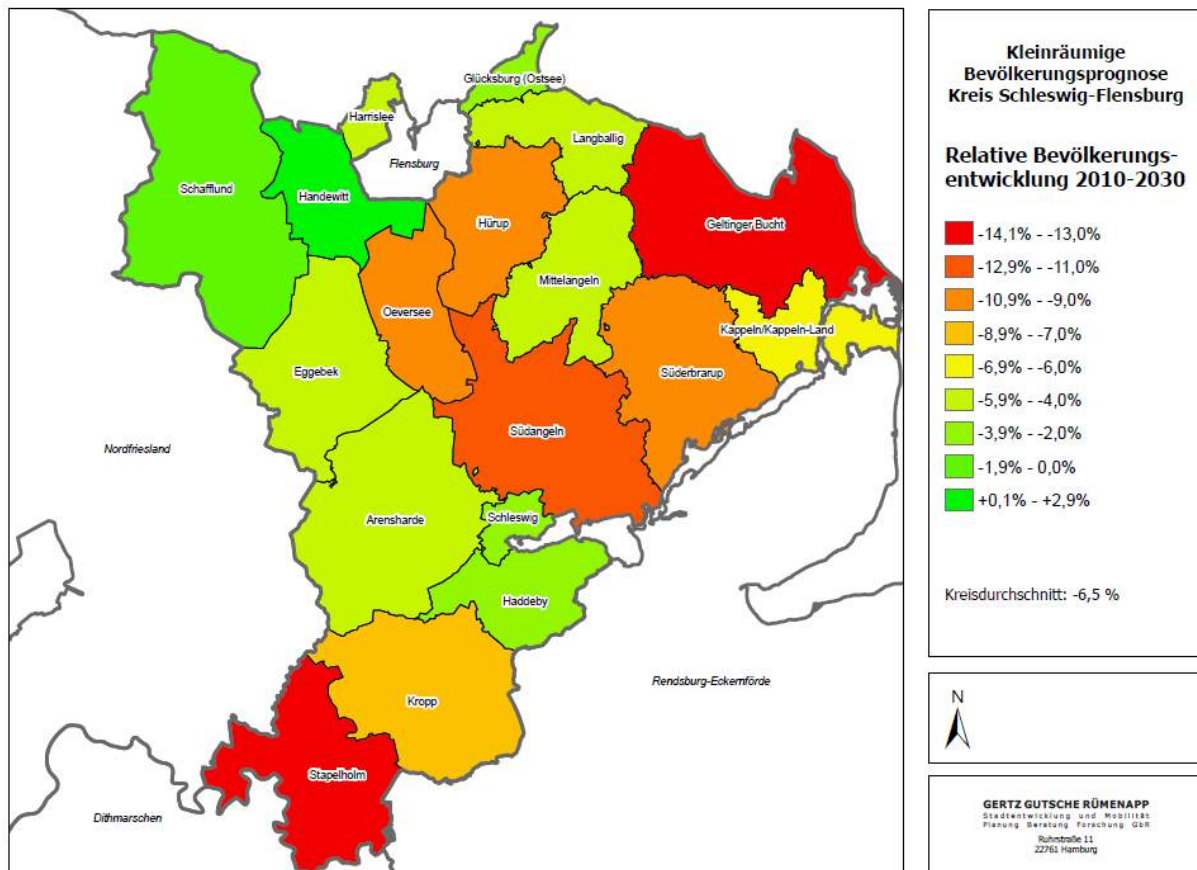 Glücksburg (Ostsee)
Harrislee
Langballig
Flensburg
Schafflund
Handewitt
Hürup
Geltinger Bucht
Mittelangeln
Oeversee
Kappeln/Kappeln-Land
Eggebek
Süderbrarup
Südangeln
Nordfriesland
Schleswig
Arensharde
Haddeby
Rendsburg-Eckernförde
Kropp
Stapelholm
Dithmarschen
Kleinräumige
Bevölkerungsprognose
Kreis Schleswig-Flensburg
Relative Bevölkerungs-
entwicklung 2010-2030
-14,1% - -13,0%
-12,9% - -11,0%
-10,9% - -9,0%
-8,9% - -7,0%
-6,9% - -6,0%
-5,9% - -4,0%
-3,9% - -2,0%
-1,9% - 0,0%
+0,1% - +2,9%
Kreisdurchschnitt: -6,5 %
N
GERTZ GUTSCHE RÜMENAPP
Stadtentwicklung und Mobilität
Planung Beratung Forschung GbR
Ruhrstraße 11
22761 Hamburg